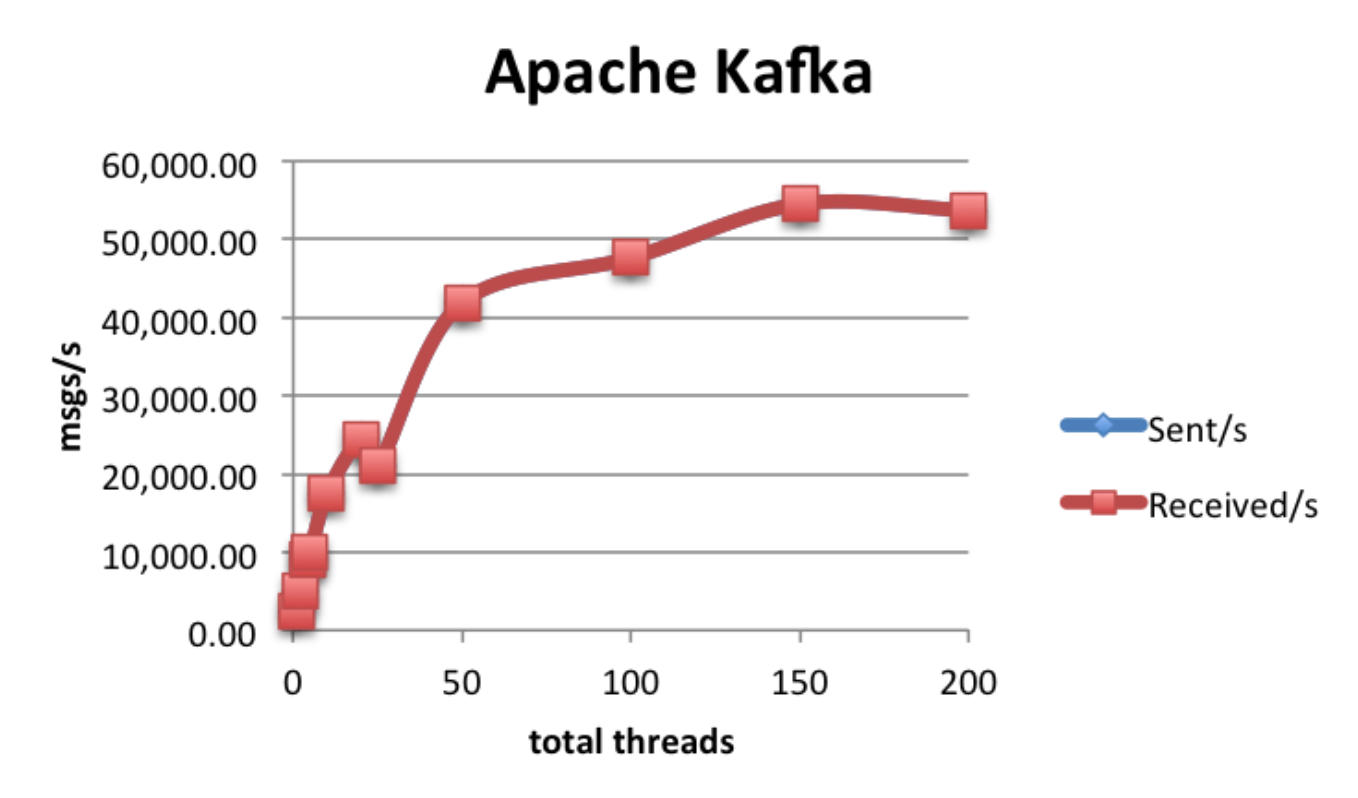 Apache Kafka
60,000.00
50,000.00
40,000.00
30,000.00
20,000.00
10,000.00
0.00
msgs/s
0 50 100 150 200
total threads
Sent/s
Received/s